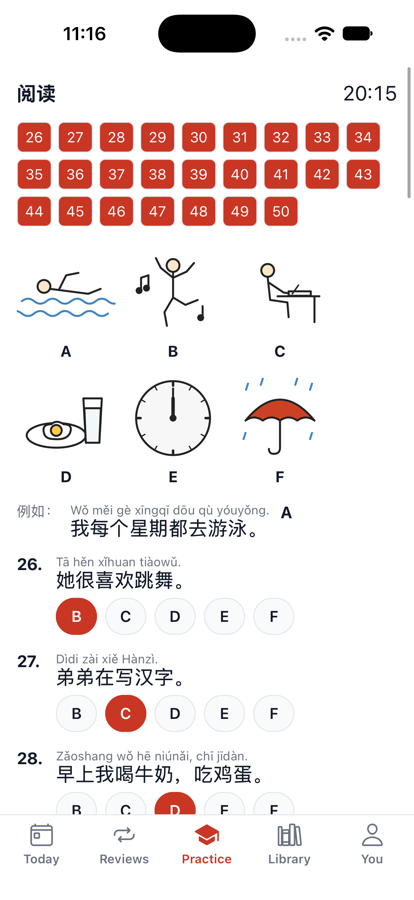 11:16
阅读 20:15
26 27 28 29 30 31 32 33 34
35 36 37 38 39 40 41 42 43
44 45 46 47 48 49 50
A B C
D E F
Wǒ měi gè xīngqī dōu qù yóuyǒng.
例如： 我每个星期都去游泳。 A
Tā hěn xǐhuan tiàowǔ.
26. 她很喜欢跳舞。
B C D E F
Dìdi zài xiě Hànzì.
27. 弟弟在写汉字。
B C D E F
Zǎoshang wǒ hē niúnǎi, chī jīdàn.
28. 早上我喝牛奶，吃鸡蛋。
B C D E F
Today Reviews Practice Library You